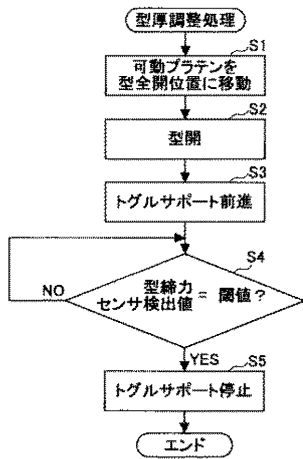 型厚調整処理
S1
可動プラテンを
型全開位置に移動
S2
型開
S3
トグルサポート前進
S4
型締力
センサ検出値 = 閾値？
NO
YES
S5
トグルサポート停止
エンド